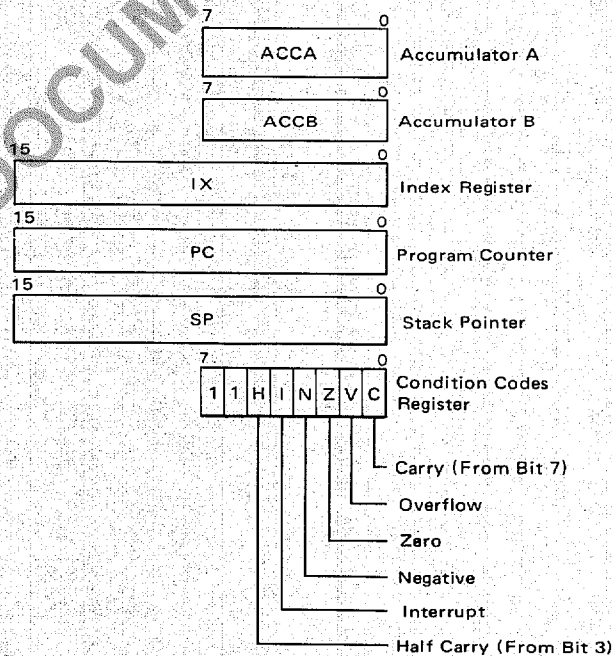 DOCUM
7 0
ACCA Accumulator A
7 0
ACCB Accumulator B
15 0
IX Index Register
15 0
PC Program Counter
15 0
SP Stack Pointer
7 0
1 1 H I N Z V C Condition Codes
Register
Carry (From Bit 7)
Overflow
Zero
Negative
Interrupt
Half Carry (From Bit 3)